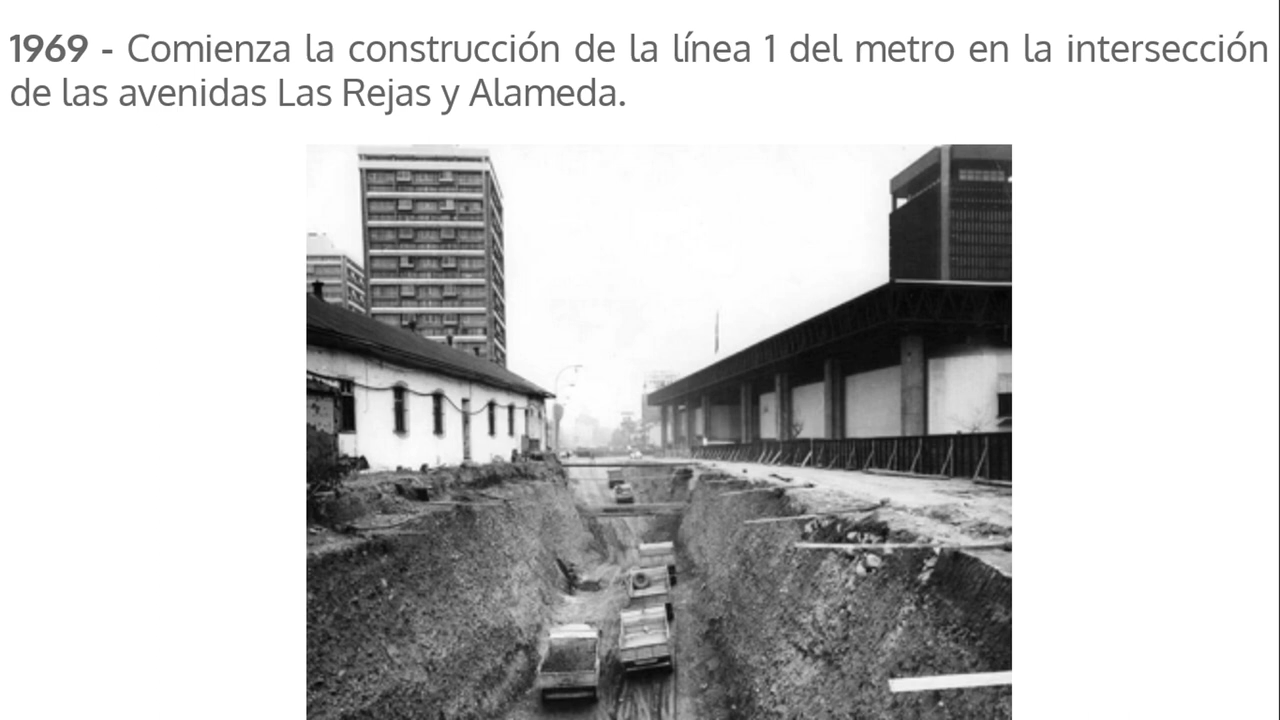 1969 - Comienza la construcción de la línea 1 del metro en la intersección
de las avenidas Las Rejas y Alameda.